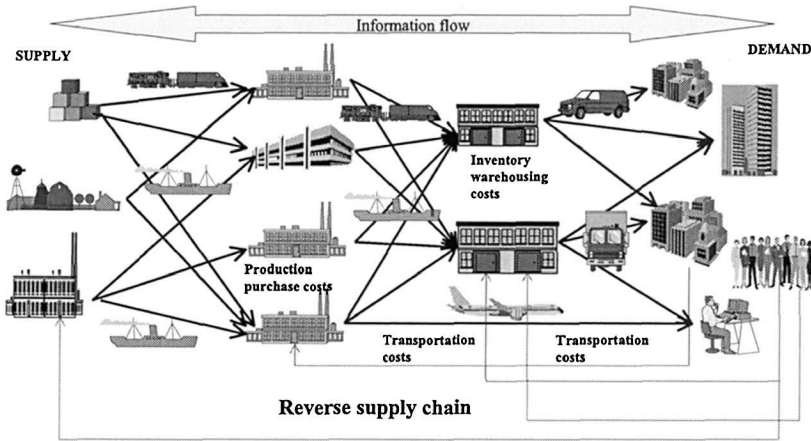 Information flow
SUPPLY
DEMAND
Inventory
warehousing
costs
Production
purchase costs
Transportation
costs
Transportation
costs
Reverse supply chain